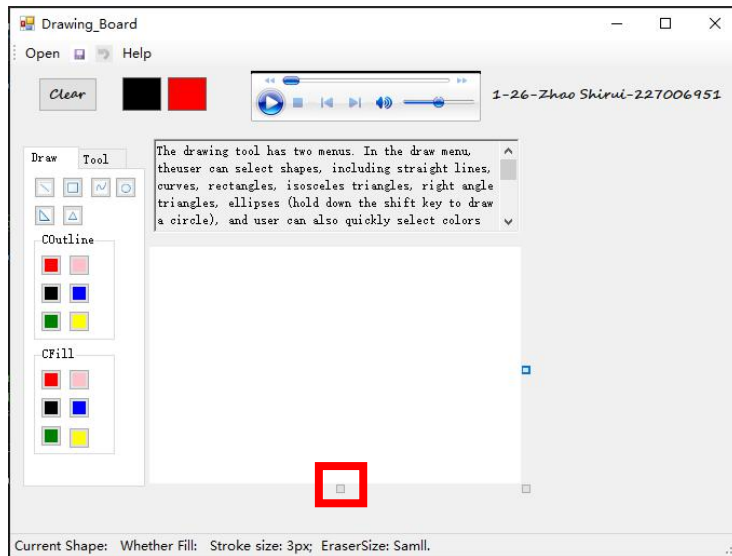 Drawing_Board
Open Help
Clear
1-26-Zhao Shirui-227006951
Draw Tool
The drawing tool has two menus. In the draw menu,
theuser can select shapes, including straight lines,
curves, rectangles, isosceles triangles, right angle
triangles, ellipses (hold down the shift key to draw
a circle), and user can also quickly select colors
COutline
CFill
Current Shape: Whether Fill: Stroke size: 3px; EraserSize: Samll.